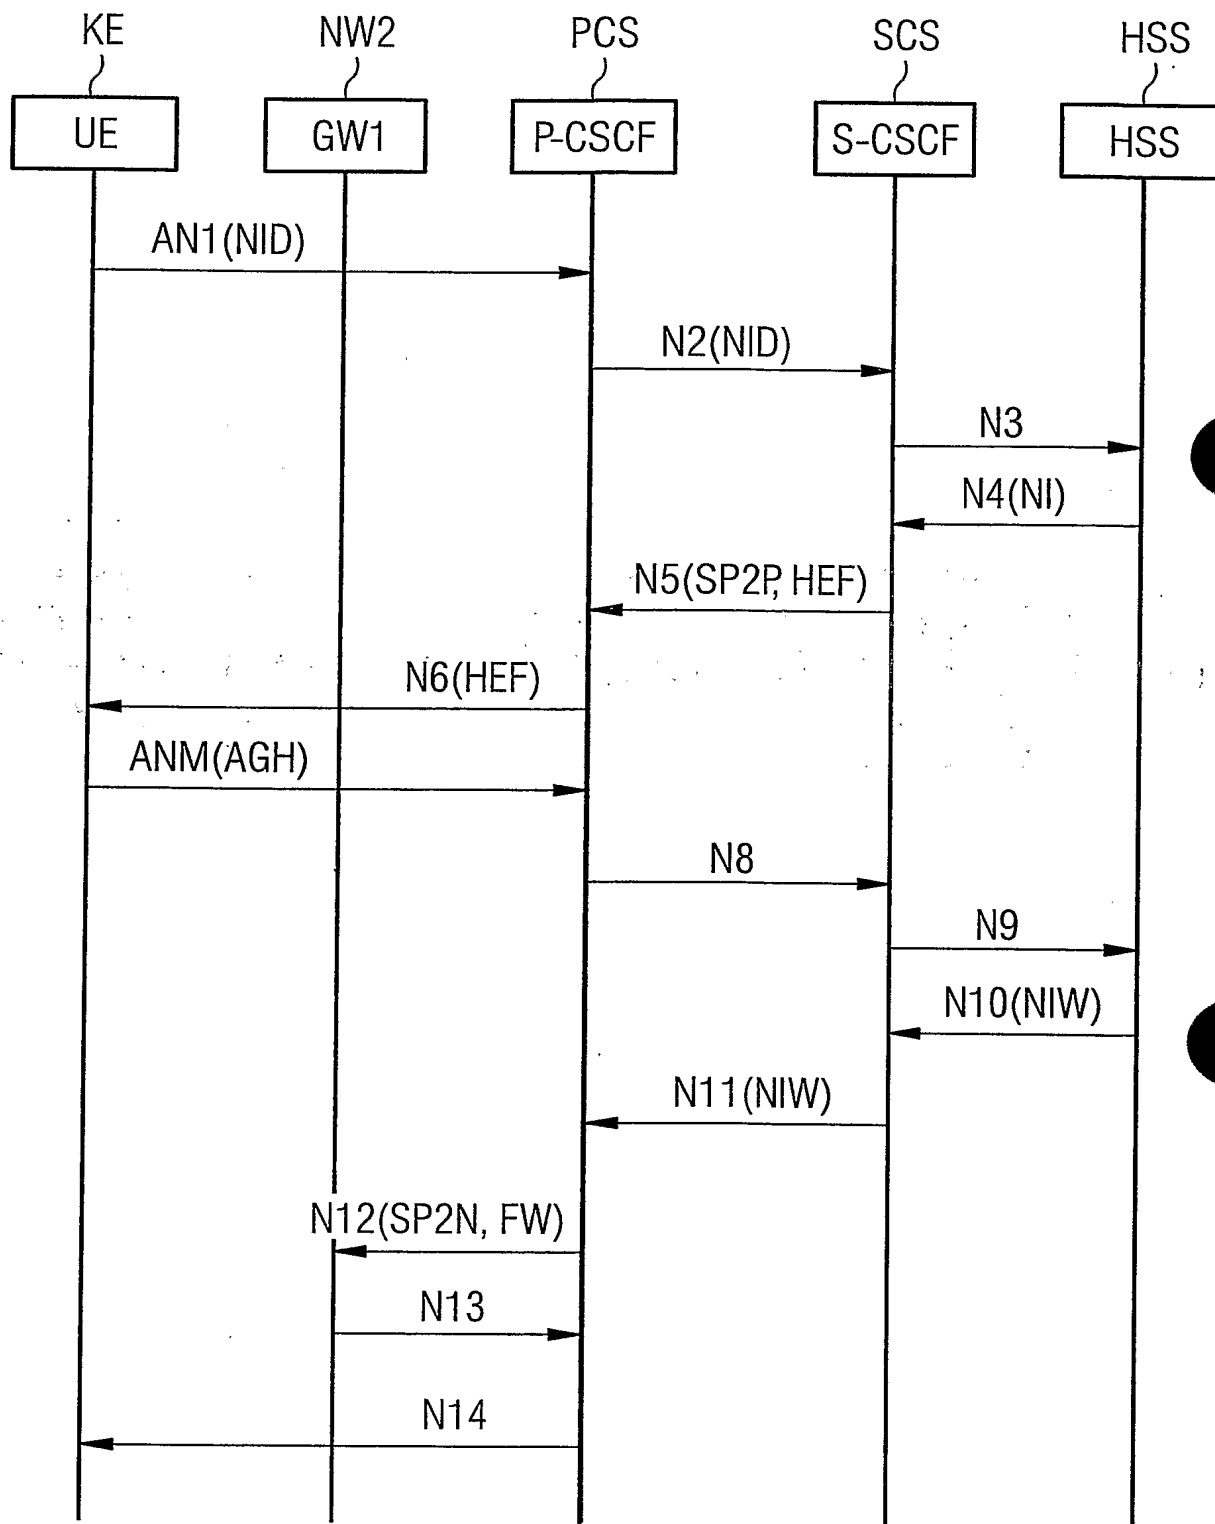 KE NW2 PCS SCS HSS
UE GW1 P-CSCF S-CSCF HSS
AN1(NID)
N2(NID)
N3
N4(NI)
N5(SP2P, HEF)
N6(HEF)
ANM(AGH)
N8
N9
N10(NIW)
N11(NIW)
N12(SP2N, FW)
N13
N14